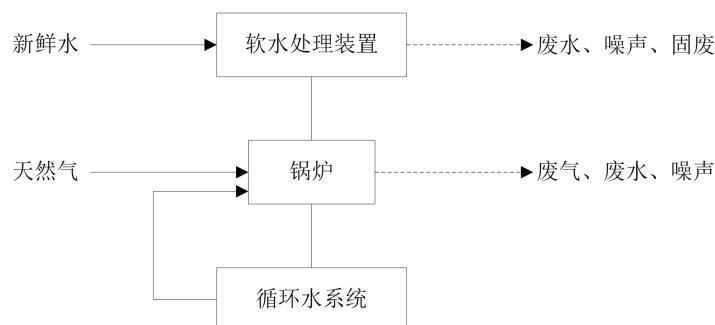 新鲜水
软水处理装置
废水、噪声、固废
天然气
锅炉
废气、废水、噪声
循环水系统